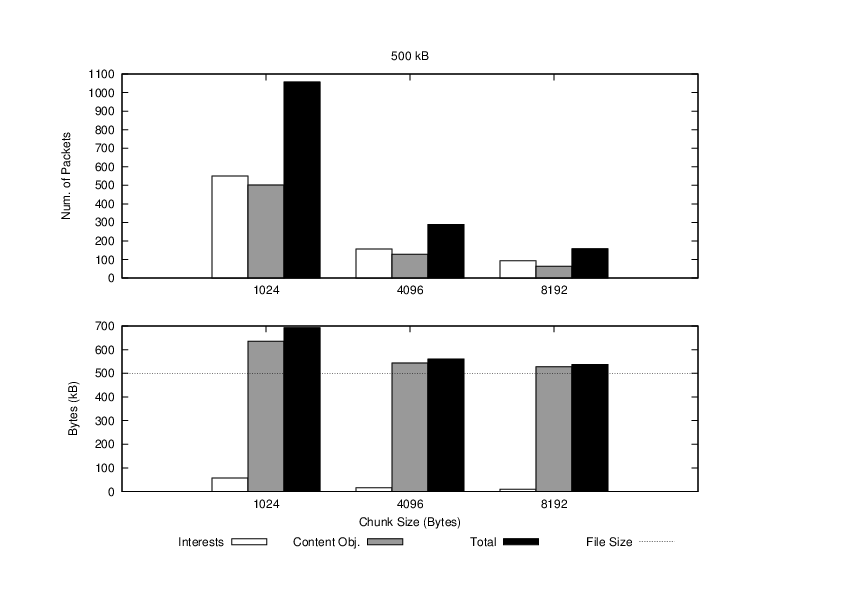 500 kB
1100
1000
900
800
700
600
500
400
300
200
100
0
Num. of Packets
1024 4096 8192
700
600
500
400
300
200
100
0
Bytes (kB)
1024 4096 8192
Chunk Size (Bytes)
Interests Content Obj. Total File Size